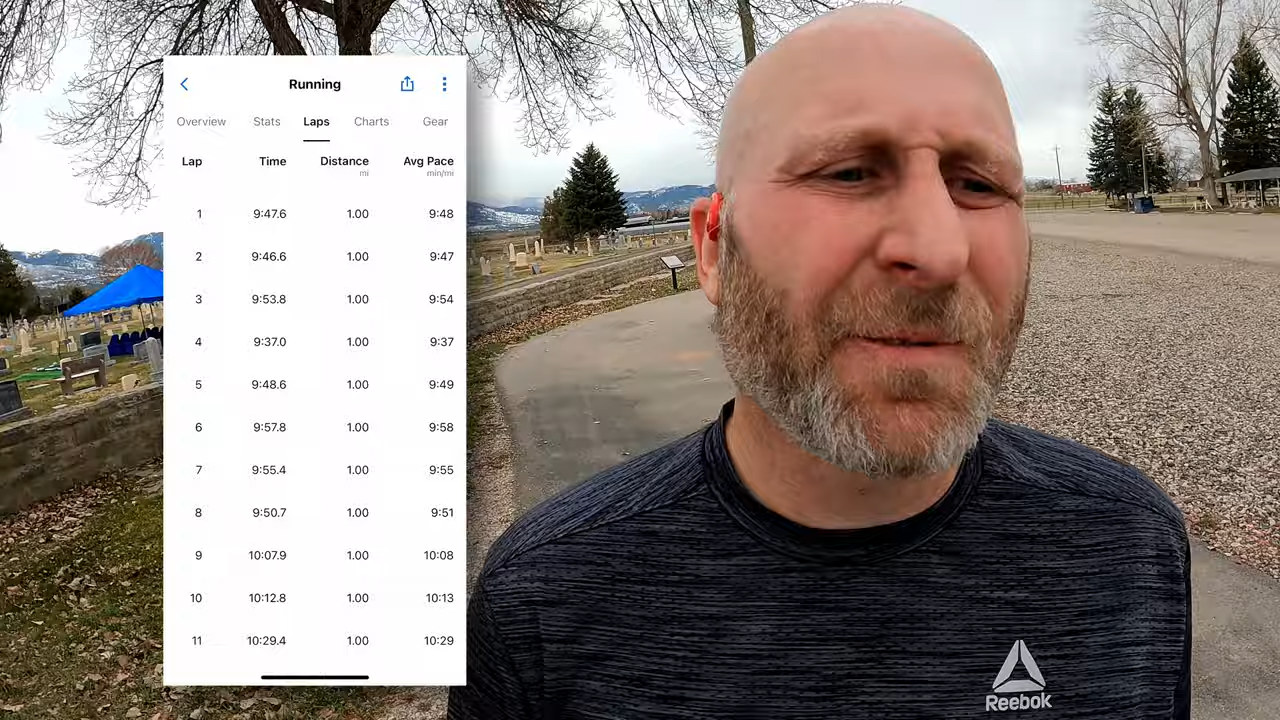 Running
Overview Stats Laps Charts Gear
Lap Time Distance Avg Pace
mi min/mi
1 9:47.6 1.00 9:48
2 9:46.6 1.00 9:47
3 9:53.8 1.00 9:54
4 9:37.0 1.00 9:37
5 9:48.6 1.00 9:49
6 9:57.8 1.00 9:58
7 9:55.4 1.00 9:55
8 9:50.7 1.00 9:51
9 10:07.9 1.00 10:08
10 10:12.8 1.00 10:13
11 10:29.4 1.00 10:29
Reebok